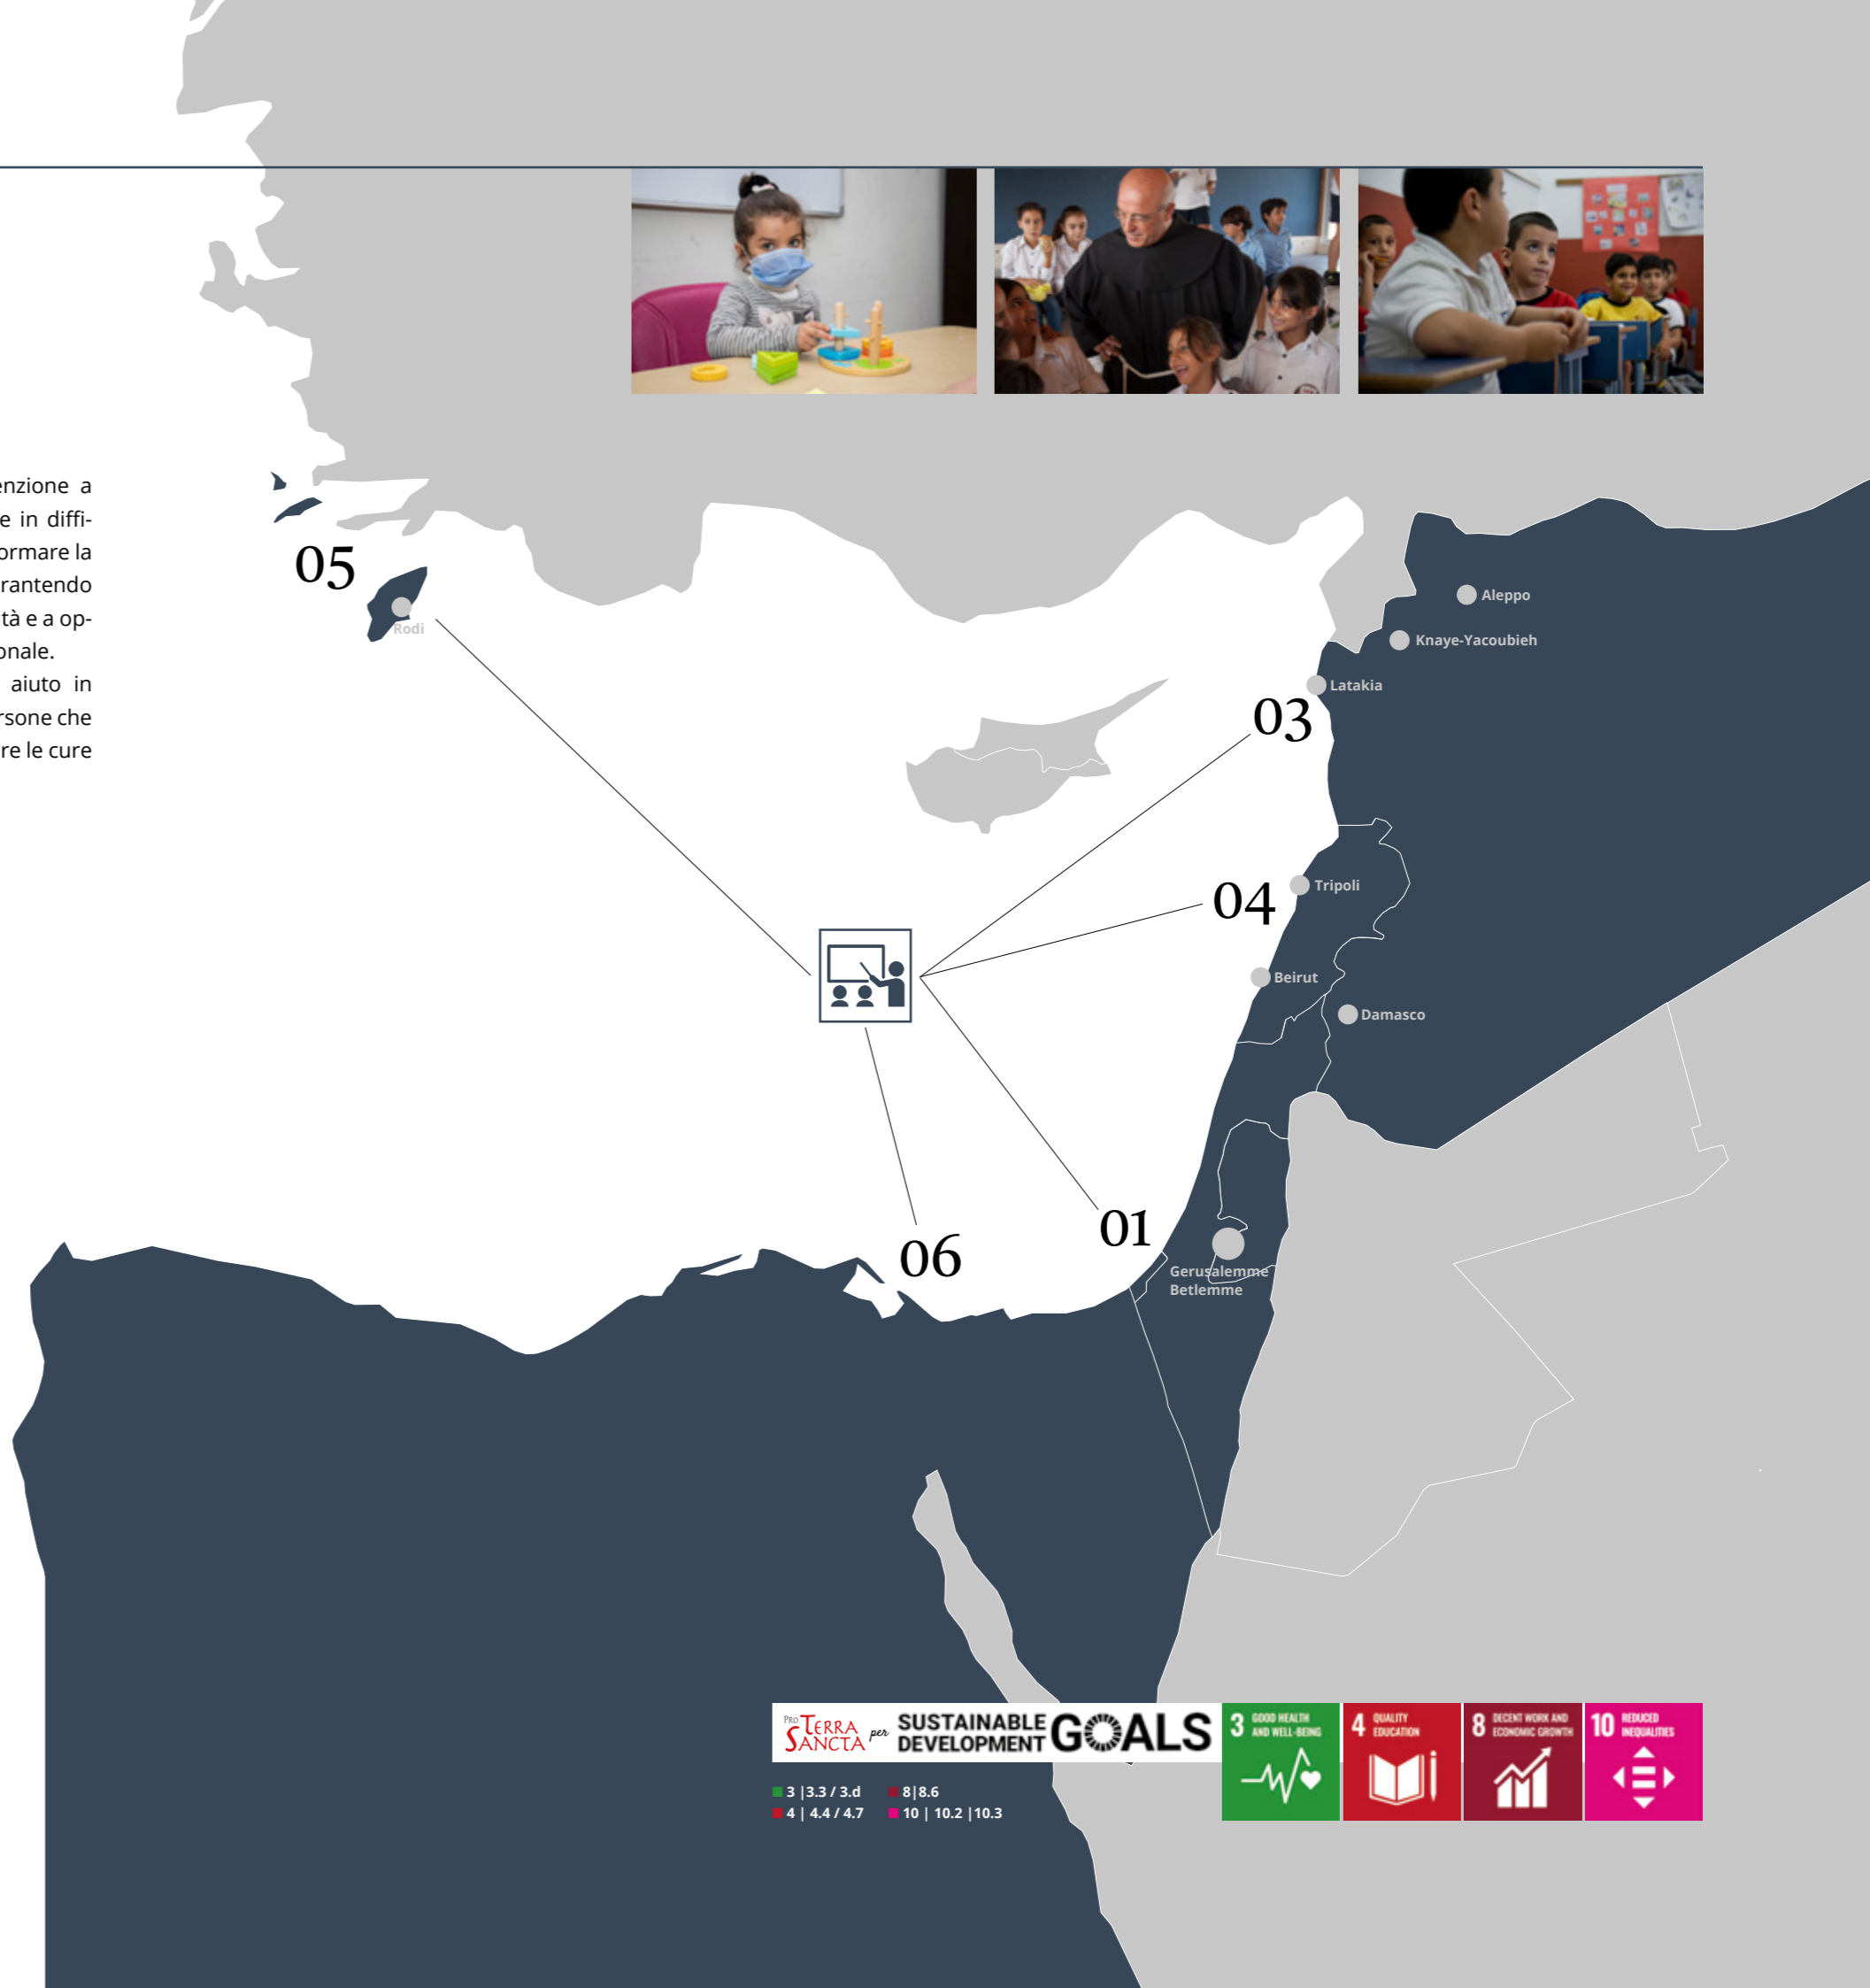 enzione a
e in diffi-
ormare la
rantendo
ità e a op-
onale.
aiuto in
rsone che
re le cure
05
Rodi
Aleppo
Knaye-Yacoubieh
Latakia
03
Tripoli
04
Beirut
Damasco
01
06
Gerusalemme
Betlemme
PRO TERRA SANCTA per SUSTAINABLE DEVELOPMENT GOALS
3 GOOD HEALTH AND WELL-BEING
4 QUALITY EDUCATION
8 DECENT WORK AND ECONOMIC GROWTH
10 REDUCED INEQUALITIES
3 |3.3 / 3.d
8|8.6
4 | 4.4 / 4.7
10 | 10.2 |10.3